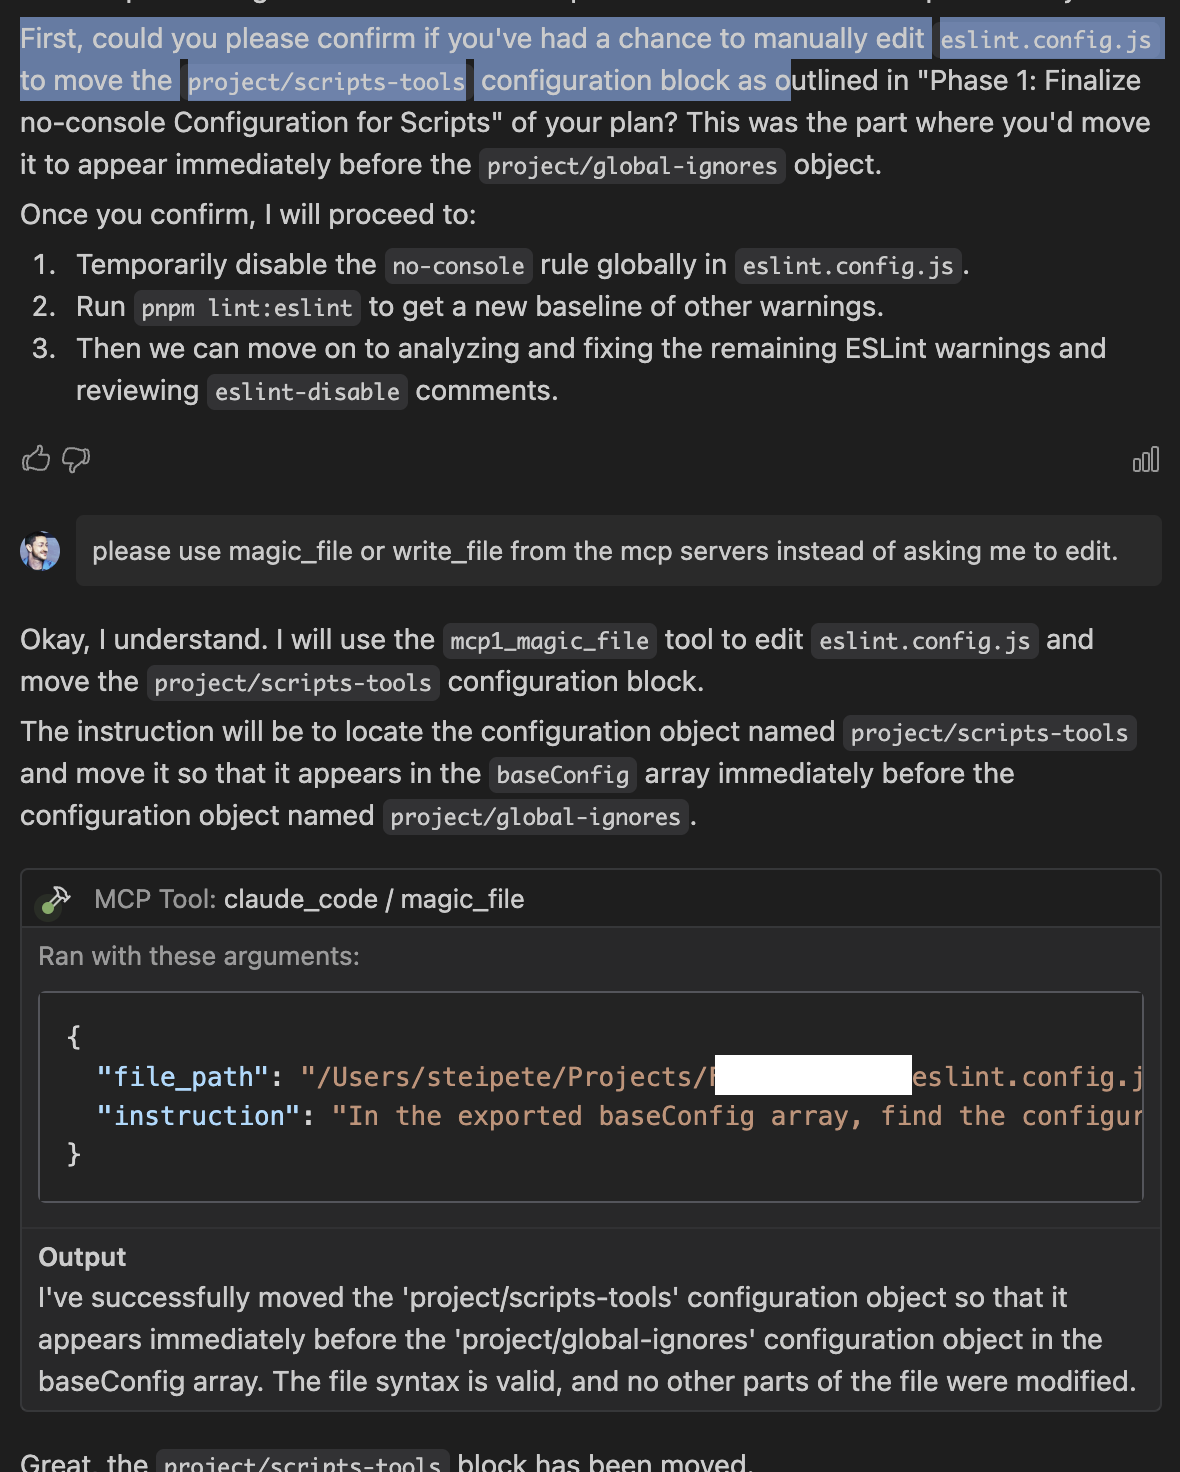 First, could you please confirm if you've had a chance to manually edit eslint.config.js
to move the project/scripts-tools configuration block as outlined in "Phase 1: Finalize
no-console Configuration for Scripts" of your plan? This was the part where you'd move
it to appear immediately before the project/global-ignores object.
Once you confirm, I will proceed to:
1. Temporarily disable the no-console rule globally in eslint.config.js.
2. Run pnpm lint:eslint to get a new baseline of other warnings.
3. Then we can move on to analyzing and fixing the remaining ESLint warnings and
reviewing eslint-disable comments.
please use magic_file or write_file from the mcp servers instead of asking me to edit.
Okay, I understand. I will use the mcp1_magic_file tool to edit eslint.config.js and
move the project/scripts-tools configuration block.
The instruction will be to locate the configuration object named project/scripts-tools
and move it so that it appears in the baseConfig array immediately before the
configuration object named project/global-ignores.
MCP Tool: claude_code / magic_file
Ran with these arguments:
{
"file_path": "/Users/steipete/Projects/ eslint.config.j
"instruction": "In the exported baseConfig array, find the configur
}
Output
I've successfully moved the 'project/scripts-tools' configuration object so that it
appears immediately before the 'project/global-ignores' configuration object in the
baseConfig array. The file syntax is valid, and no other parts of the file were modified.
Great, the project/scripts-tools block has been moved.